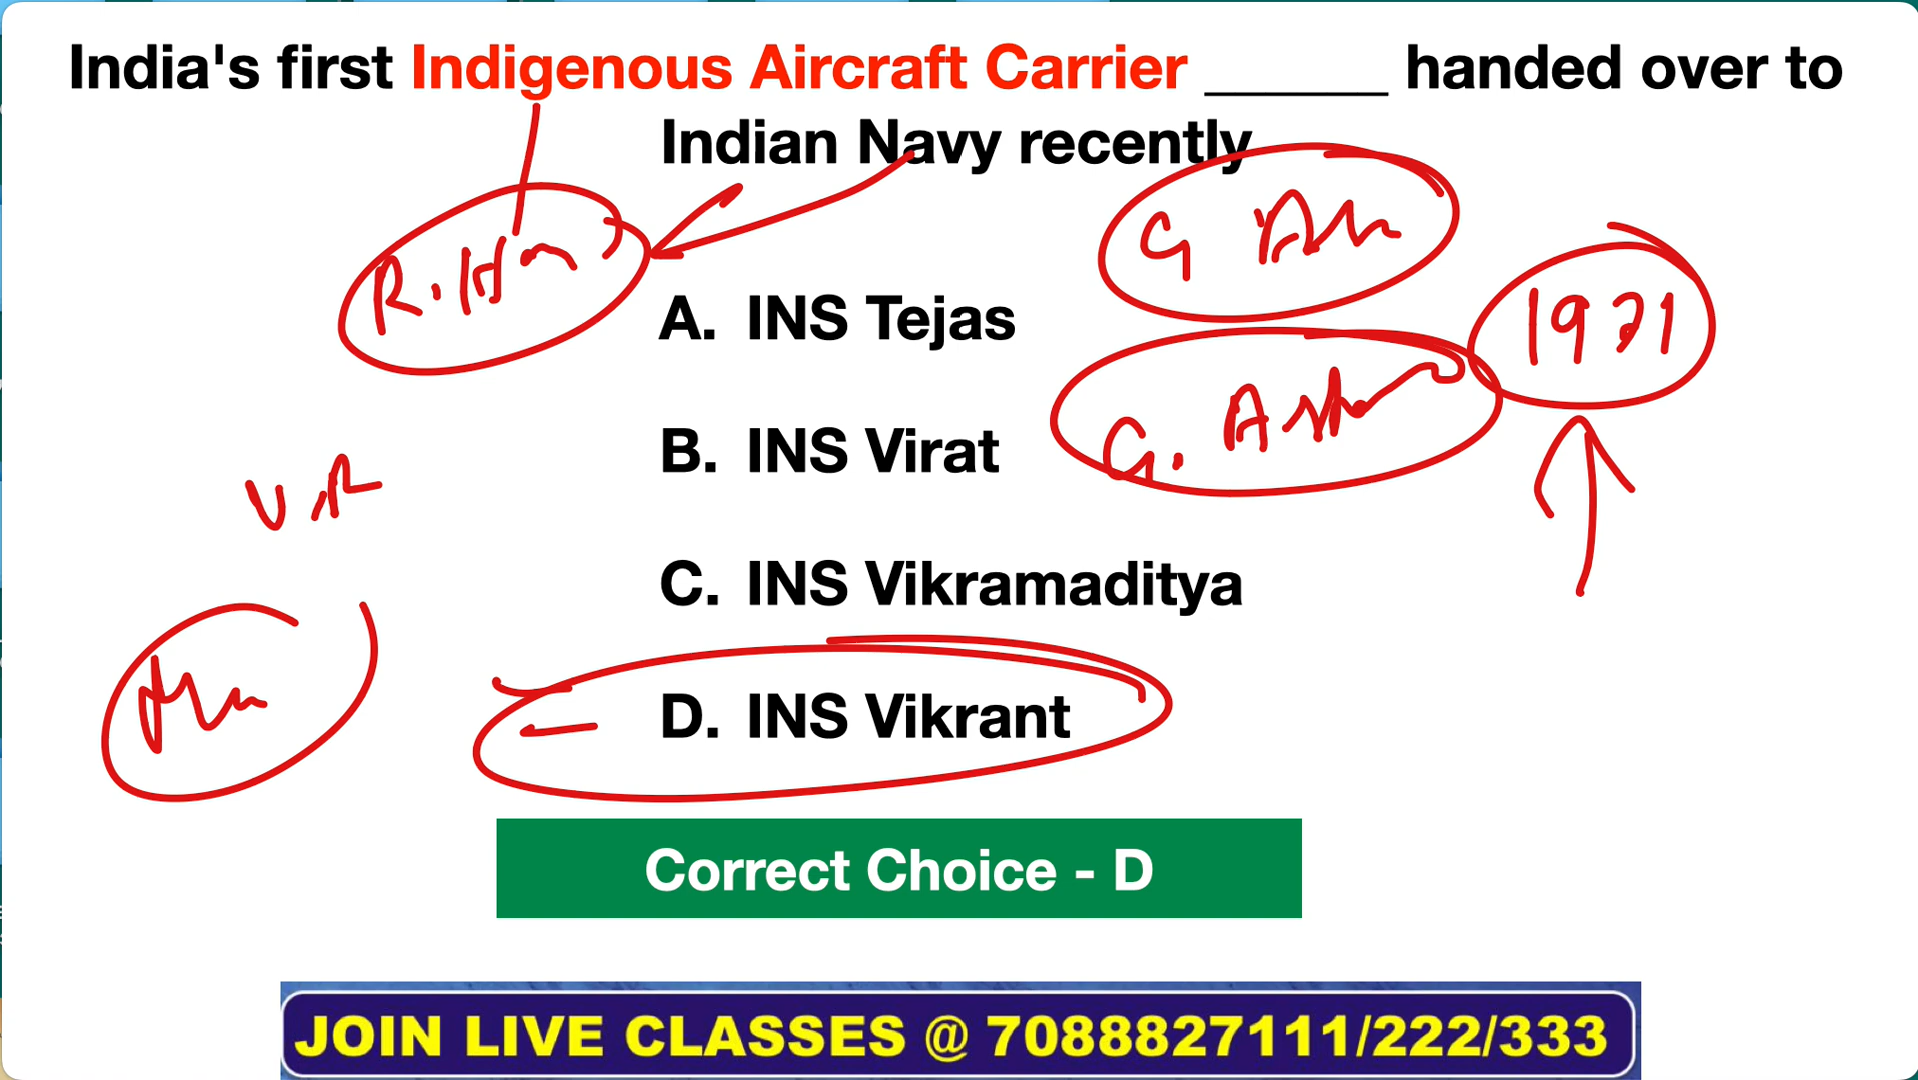 India's first Indigenous Aircraft Carrier ______ handed over to
Indian Navy recently
A. INS Tejas
B. INS Virat
C. INS Vikramaditya
D. INS Vikrant
Correct Choice - D
JOIN LIVE CLASSES @ 7088827111/222/333